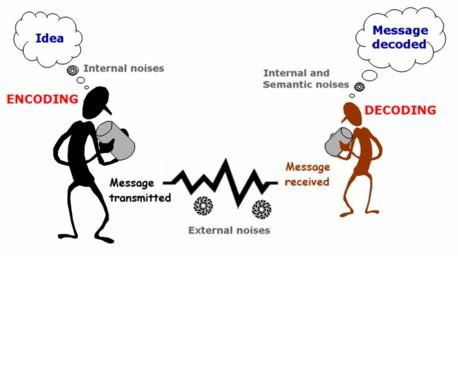 Idea
Internal noises
ENCODING
Message
transmitted
External noises
Message
received
Internal and
Semantic noises
DECODING
Message
decoded